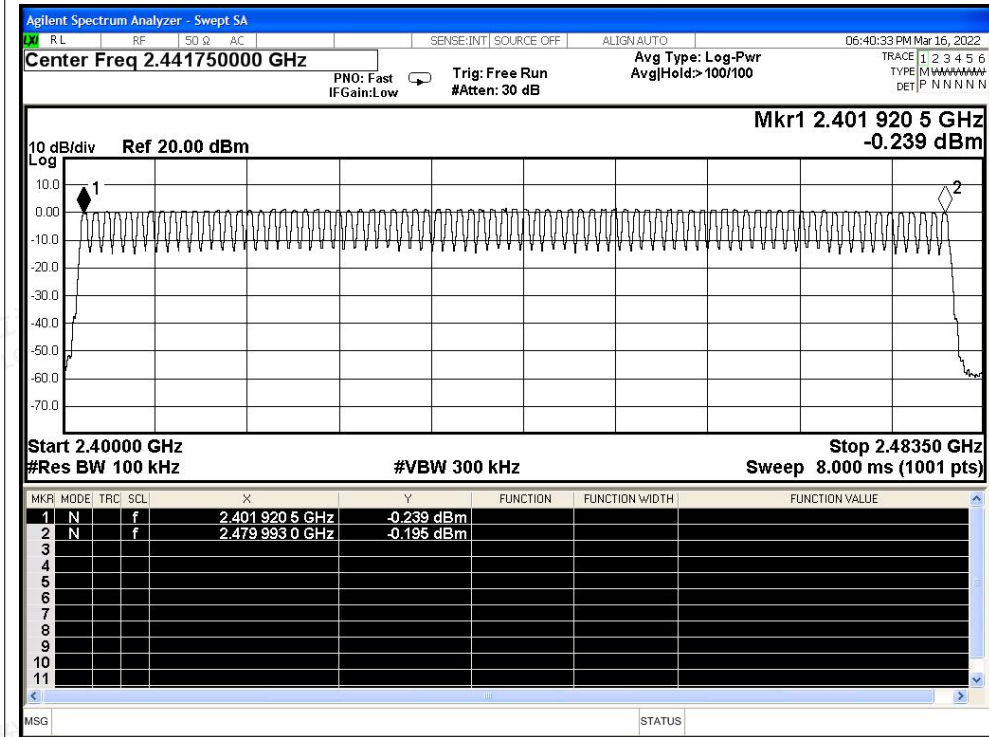 Agilent Spectrum Analyzer - Swept SA
LXI RL RF 50 Ω AC SENSE:INT SOURCE OFF ALIGN AUTO 06:40:33 PM Mar 16, 2022
Center Freq 2.441750000 GHz
PNO: Fast
IFGain:Low
Trig: Free Run
#Atten: 30 dB
Avg Type: Log-Pwr
Avg|Hold:> 100/100
TRACE 1 2 3 4 5 6
TYPE M
DET P N N N N N
Mkr1 2.401 920 5 GHz
-0.239 dBm
10 dB/div Ref 20.00 dBm
Log
10.0
0.00
-10.0
-20.0
-30.0
-40.0
-50.0
-60.0
-70.0
1
2
Start 2.40000 GHz Stop 2.48350 GHz
#Res BW 100 kHz #VBW 300 kHz Sweep 8.000 ms (1001 pts)
MKR MODE TRC SCL X Y FUNCTION FUNCTION WIDTH FUNCTION VALUE
1 N f 2.401 920 5 GHz -0.239 dBm
2 N f 2.479 993 0 GHz -0.195 dBm
3
4
5
6
7
8
9
10
11
MSG STATUS